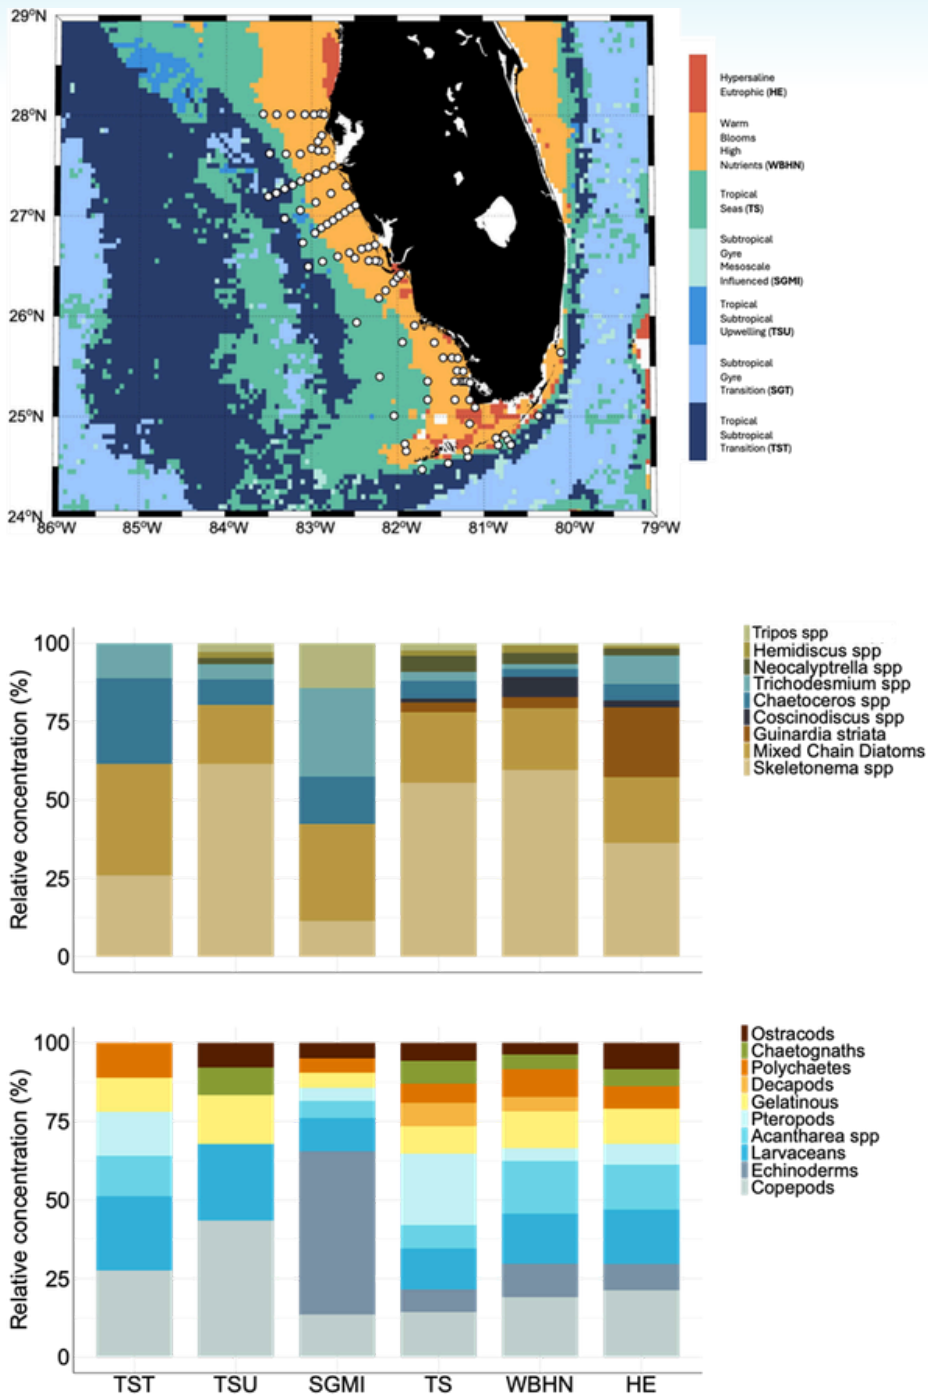 29°N
28°N
27°N
26°N
25°N
24°N
86°W 85°W 84°W 83°W 82°W 81°W 80°W 79°W
Hypersaline
Eutrophic (HE)
Warm
Blooms
High
Nutrients (WBHN)
Tropical
Seas (TS)
Subtropical
Gyre
Mesoscale
Influenced (SGMI)
Tropical
Subtropical
Upwelling (TSU)
Subtropical
Gyre
Transition (SGT)
Tropical
Subtropical
Transition (TST)
Relative concentration (%)
100
75
50
25
0
Tripos spp
Hemidiscus spp
Neocalyptrella spp
Trichodesmium spp
Chaetoceros spp
Coscinodiscus spp
Guinardia striata
Mixed Chain Diatoms
Skeletonema spp
Relative concentration (%)
100
75
50
25
0
TST TSU SGMI TS WBHN HE
Ostracods
Chaetognaths
Polychaetes
Decapods
Gelatinous
Pteropods
Acantharea spp
Larvaceans
Echinoderms
Copepods